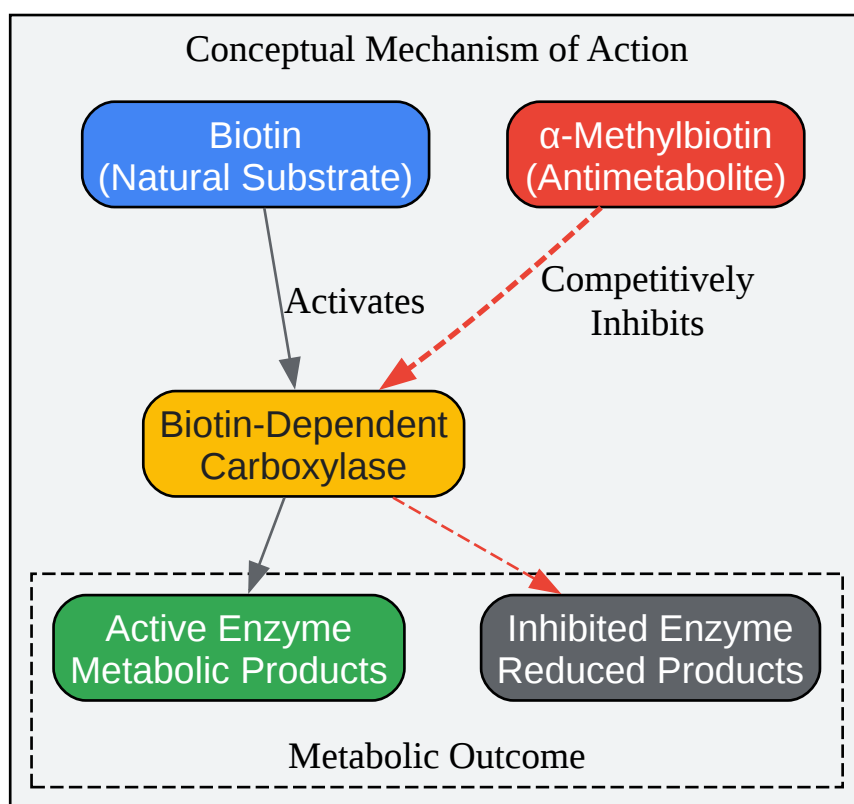 Conceptual Mechanism of Action
Biotin
(Natural Substrate)
α-Methylbiotin
(Antimetabolite)
Activates
Competitively
Inhibits
Biotin-Dependent
Carboxylase
Active Enzyme
Metabolic Products
Inhibited Enzyme
Reduced Products
Metabolic Outcome